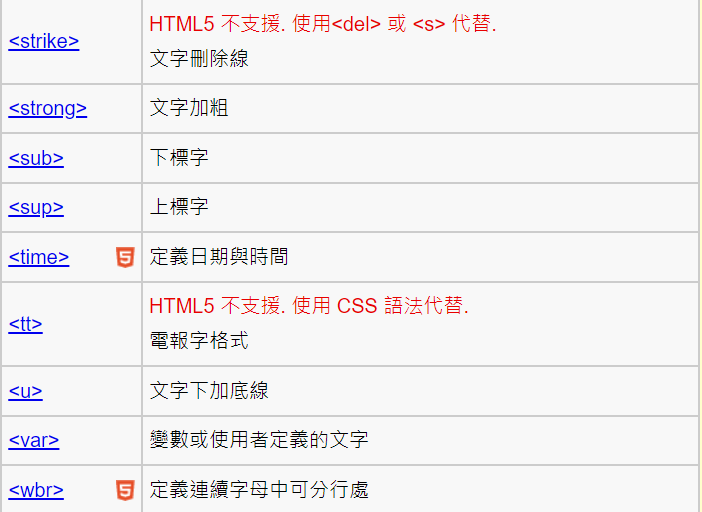 <strike>
HTML5 不支援. 使用<del> 或 <s> 代替.
文字刪除線
<strong>
文字加粗
<sub>
下標字
<sup>
上標字
<time>
定義日期與時間
<tt>
HTML5 不支援. 使用 CSS 語法代替.
電報字格式
<u>
文字下加底線
<var>
變數或使用者定義的文字
<wbr>
定義連續字母中可分行處